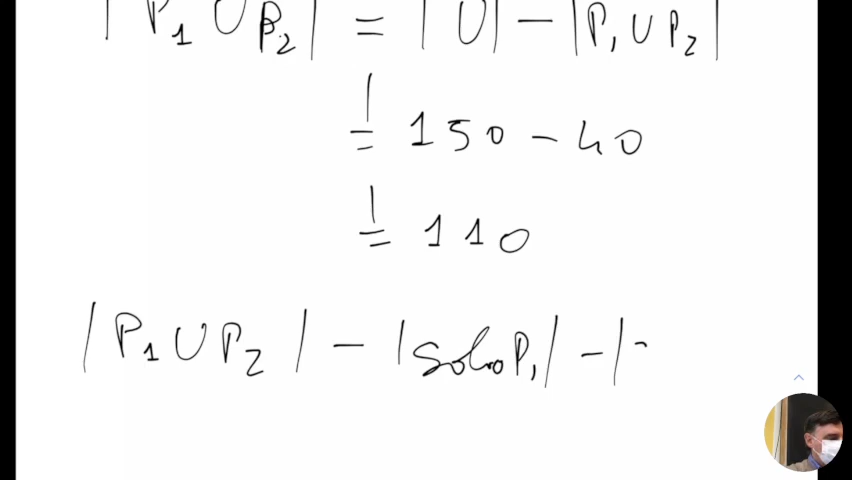 | P₁ ∪ P₂ | = | U | - | P₁ ∪ P₂ |
= 150 - 40
= 110
| P₁ ∪ P₂ | - | solo P₁ | - |